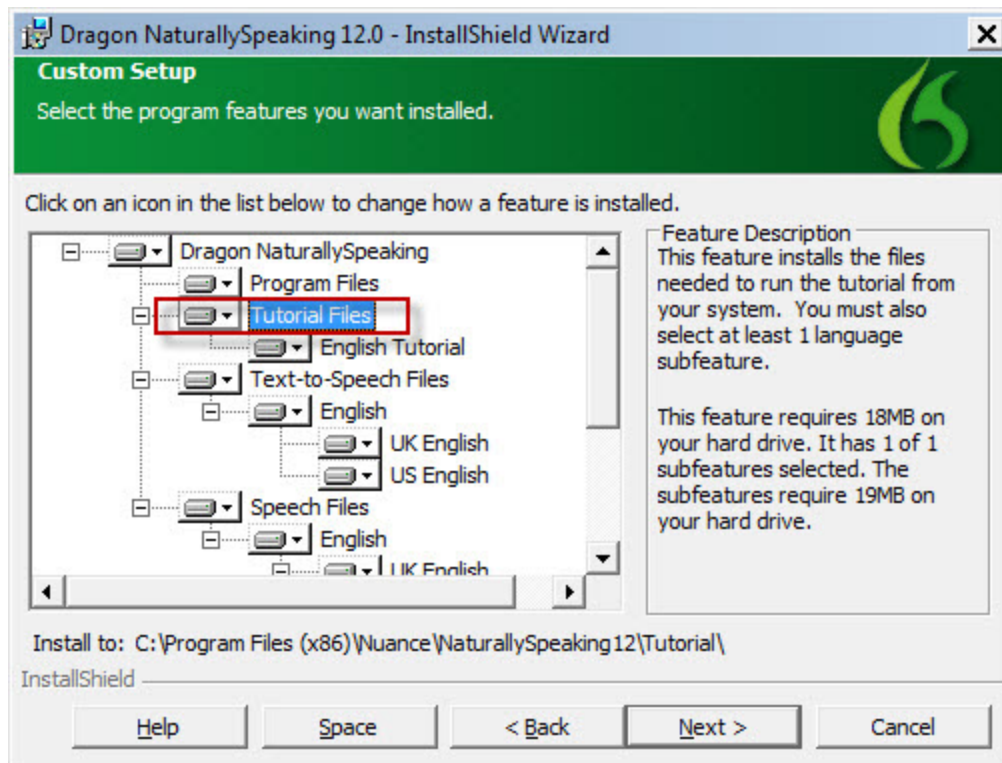 Dragon NaturallySpeaking 12.0 - InstallShield Wizard
Custom Setup
Select the program features you want installed.
Click on an icon in the list below to change how a feature is installed.
Dragon NaturallySpeaking
Program Files
Tutorial Files
English Tutorial
Text-to-Speech Files
English
UK English
US English
Speech Files
English
UK English
Feature Description
This feature installs the files
needed to run the tutorial from
your system. You must also
select at least 1 language
subfeature.
This feature requires 18MB on
your hard drive. It has 1 of 1
subfeatures selected. The
subfeatures require 19MB on
your hard drive.
Install to: C:\Program Files (x86)\Nuance\NaturallySpeaking12\Tutorial\
InstallShield
Help
Space
< Back
Next >
Cancel